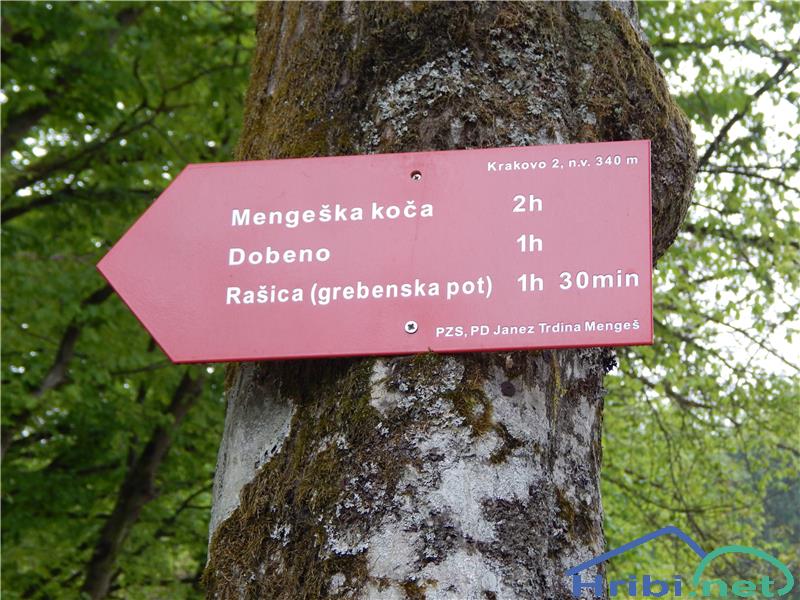 Krakovo 2, n.v. 340 m
Mengeška koča 2h
Dobeno 1h
Rašica (grebenska pot) 1h 30min
PZS, PD Janez Trdina Mengeš
Hribi.net